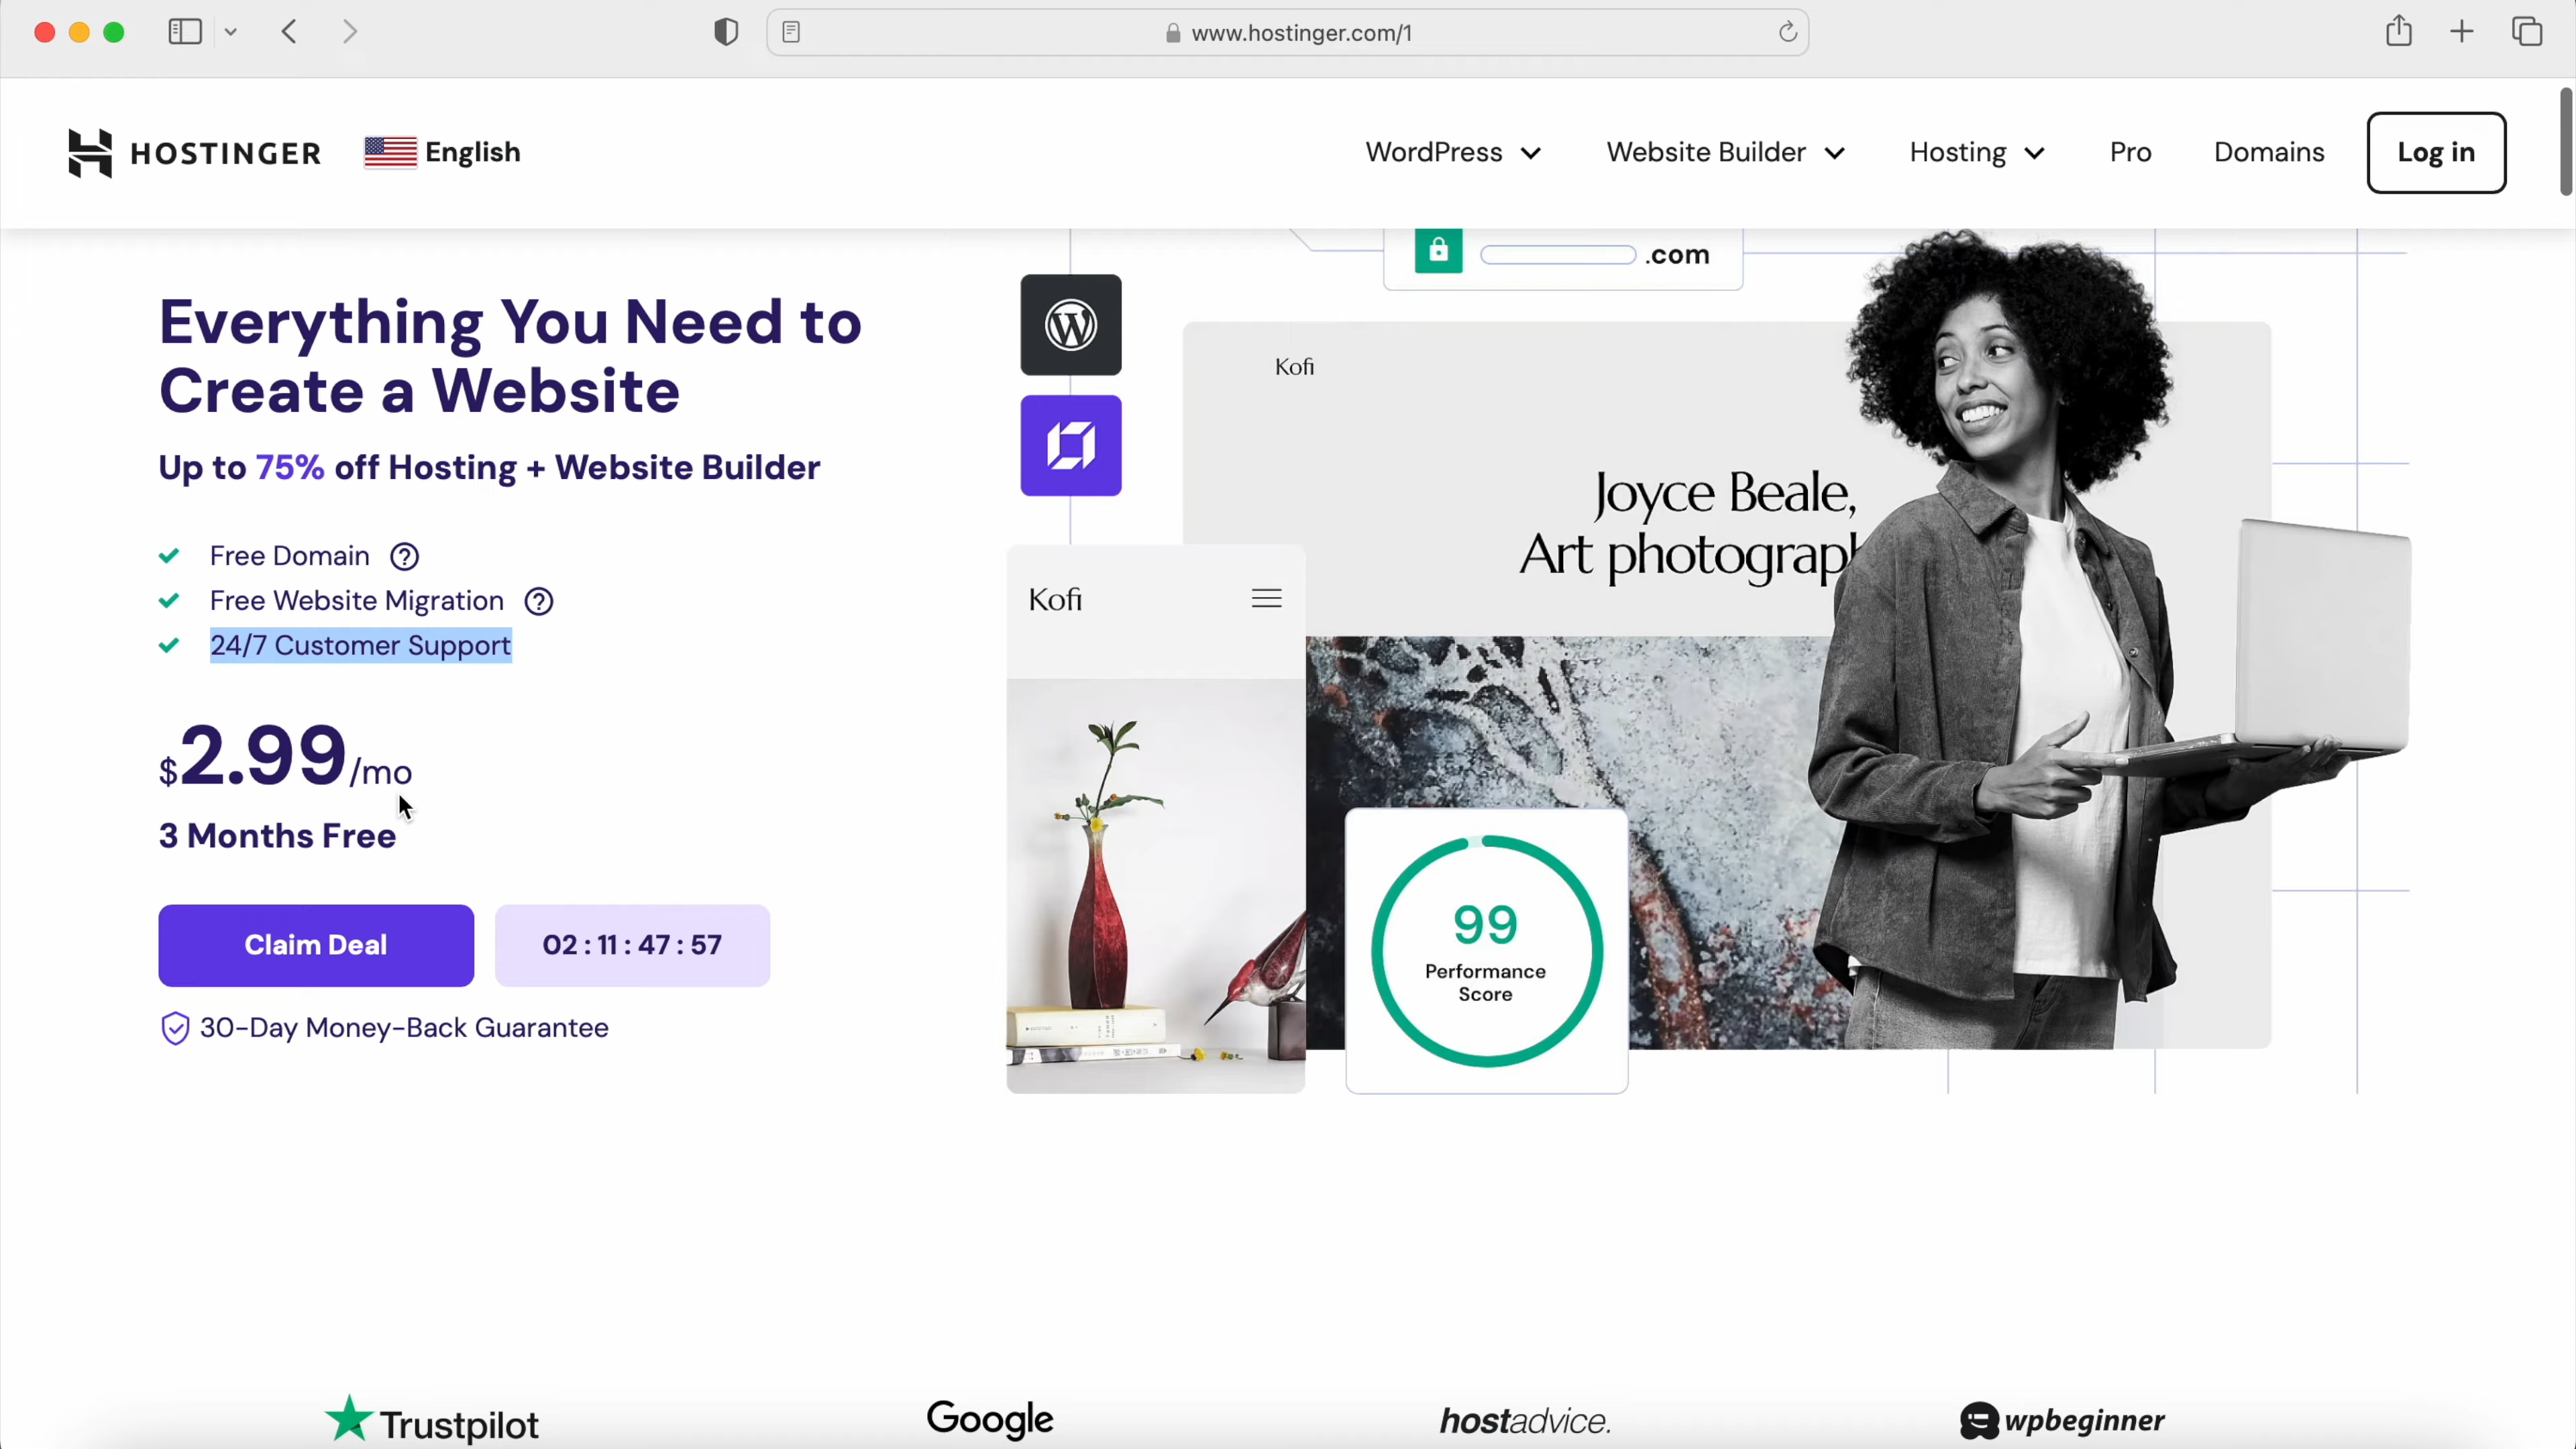 www.hostinger.com/1
HOSTINGER
English
WordPress
Website Builder
Hosting
Pro
Domains
Log in
Everything You Need to
Create a Website
Up to 75% off Hosting + Website Builder
Free Domain
Free Website Migration
24/7 Customer Support
$2.99/mo
3 Months Free
Claim Deal
02 : 11 : 47 : 57
30-Day Money-Back Guarantee
.com
Kofi
Joyce Beale,
Art photograph
Kofi
99
Performance
Score
Trustpilot
Google
hostadvice.
wpbeginner